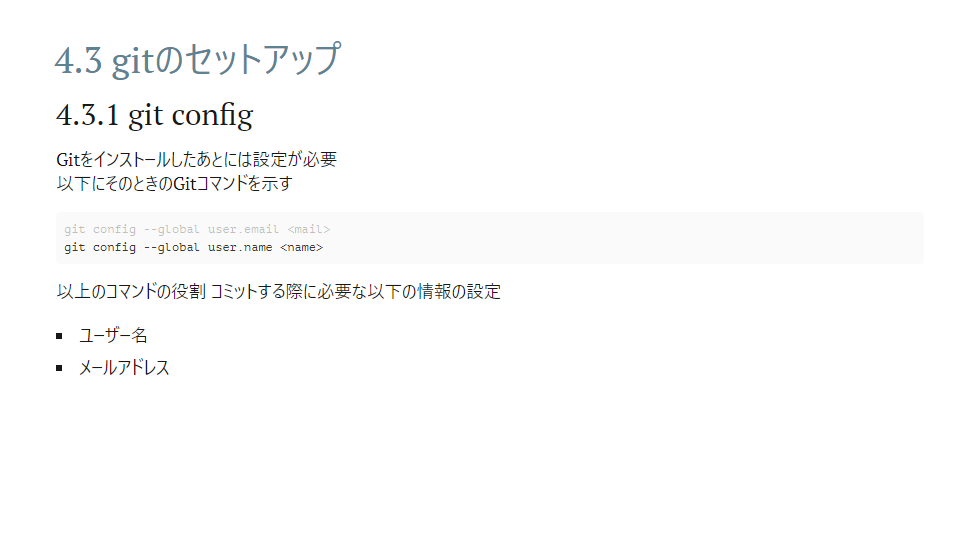 4.3 gitのセットアップ
4.3.1 git config
Gitをインストールしたあとには設定が必要
以下にそのときのGitコマンドを示す
git config --global user.email <mail>
git config --global user.name <name>
以上のコマンドの役割 コミットする際に必要な以下の情報の設定
▪ ユーザー名
▪ メールアドレス